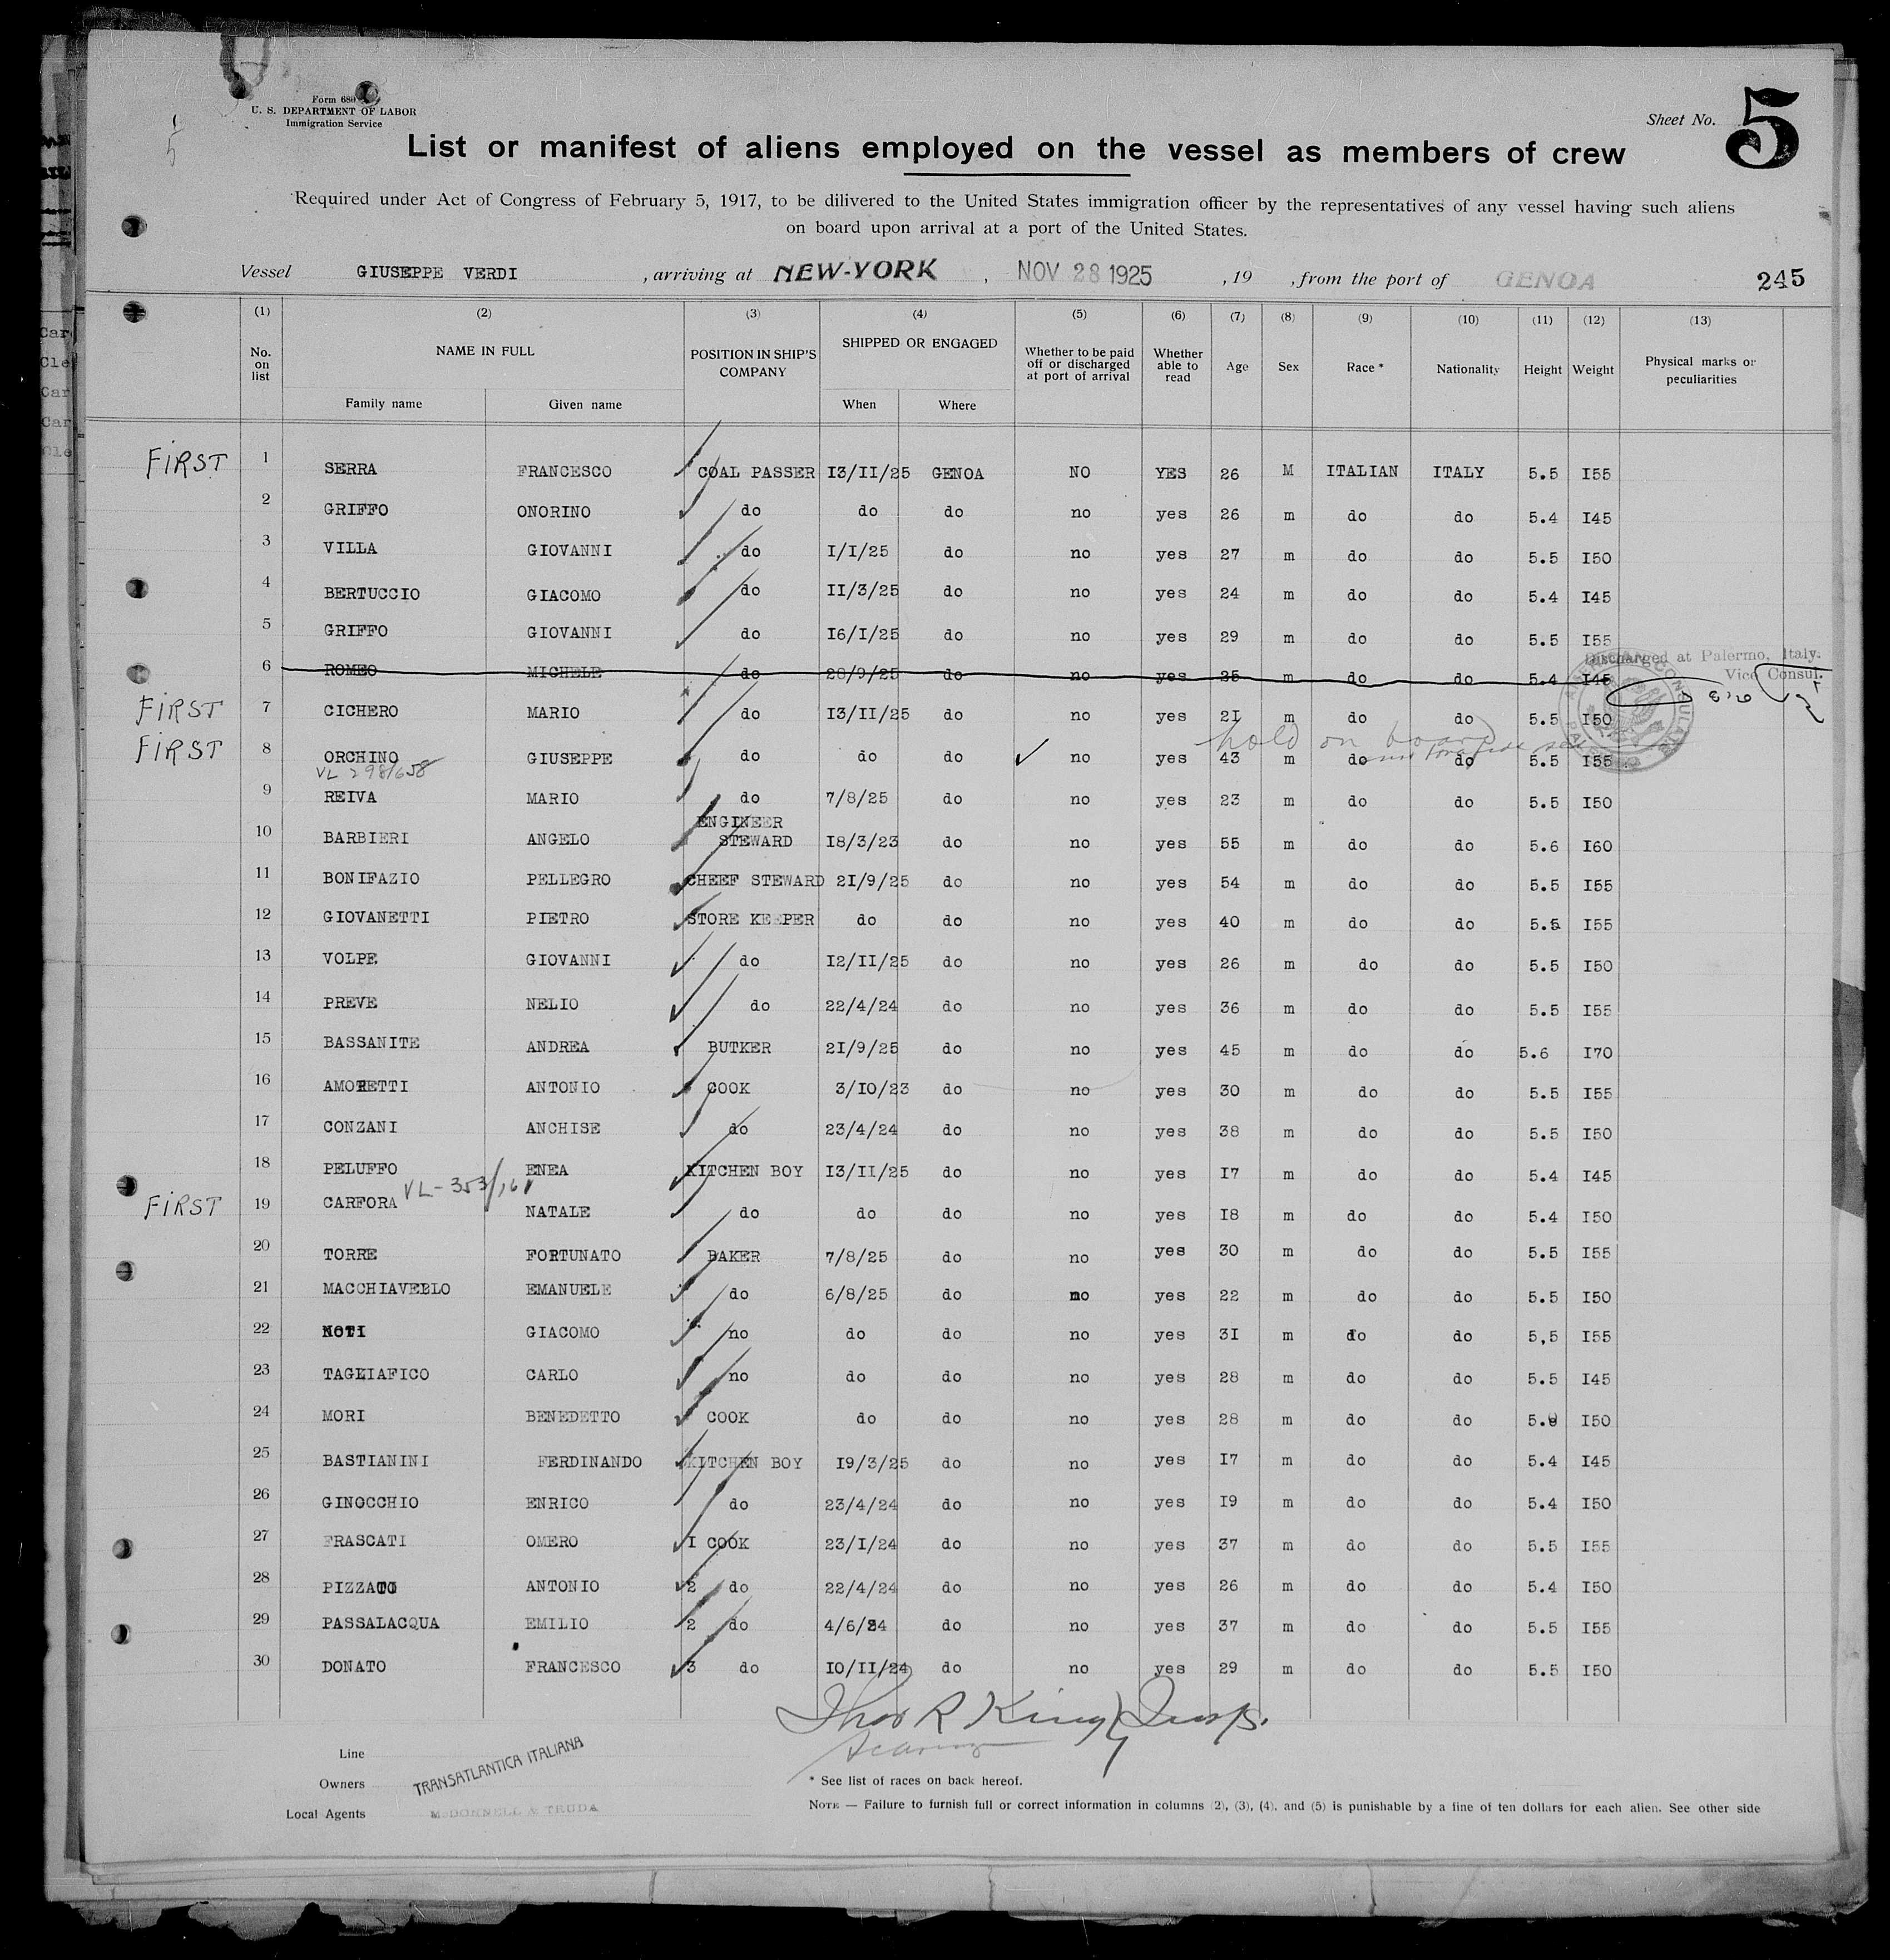 Form 680
U. S. DEPARTMENT OF LABOR
Immigration Service
Sheet No. 5
List or manifest of aliens employed on the vessel as members of crew
Required under Act of Congress of February 5, 1917, to be dilivered to the United States immigration officer by the representatives of any vessel having such aliens
on board upon arrival at a port of the United States.
Vessel GIUSEPPE VERDI , arriving at NEW-YORK , NOV 28 1925 , 19 , from the port of GENOA 245
(1) (2) (3) (4) (5) (6) (7) (8) (9) (10) (11) (12) (13)
No. on list NAME IN FULL POSITION IN SHIP'S COMPANY SHIPPED OR ENGAGED Whether to be paid off or discharged at port of arrival Whether able to read Age Sex Race * Nationality Height Weight Physical marks or peculiarities
Family name Given name When Where
FIRST 1 SERRA FRANCESCO COAL PASSER 13/11/25 GENOA NO YES 26 M ITALIAN ITALY 5.5 155
2 GRIFFO ONORINO do do do no yes 26 m do do 5.4 145
3 VILLA GIOVANNI do 1/1/25 do no yes 27 m do do 5.5 150
4 BERTUCCIO GIACOMO do 11/3/25 do no yes 24 m do do 5.4 145
5 GRIFFO GIOVANNI do 16/1/25 do no yes 29 m do do 5.5 155
Discharged at Palermo, Italy.
6 ROMEO MICHELE do 28/9/25 do no yes 35 m do do 5.4 145 Vice Consul.
FIRST 7 CICHERO MARIO do 13/11/25 do no yes 21 m do do 5.5 150
hold on board
FIRST 8 ORCHINO GIUSEPPE do do do no yes 43 m do do 5.5 155
VL 298/658
9 REIVA MARIO do 7/8/25 do no yes 23 m do do 5.5 150
10 BARBIERI ANGELO ENGINEER STEWARD 18/3/23 do no yes 55 m do do 5.6 160
11 BONIFAZIO PELLEGRO CHEEF STEWARD 21/9/25 do no yes 54 m do do 5.5 155
12 GIOVANETTI PIETRO STORE KEEPER do do no yes 40 m do do 5.5 155
13 VOLPE GIOVANNI do 12/11/25 do no yes 26 m do do 5.5 150
14 PREVE NELIO do 22/4/24 do no yes 36 m do do 5.5 155
15 BASSANITE ANDREA BUTKER 21/9/25 do no yes 45 m do do 5.6 170
16 AMORETTI ANTONIO COOK 3/10/23 do no yes 30 m do do 5.5 155
17 CONZANI ANCHISE do 23/4/24 do no yes 38 m do do 5.5 150
18 PELUFFO ENEA KITCHEN BOY 13/11/25 do no yes 17 m do do 5.4 145
VL-353/161
FIRST 19 CARFORA NATALE do do do no yes 18 m do do 5.4 150
20 TORRE FORTUNATO BAKER 7/8/25 do no yes 30 m do do 5.5 155
21 MACCHIAVELLO EMANUELE do 6/8/25 do no yes 22 m do do 5.5 150
22 NOTI GIACOMO no do do no yes 31 m do do 5,5 155
23 TAGLIAFICO CARLO no do do no yes 28 m do do 5.5 145
24 MORI BENEDETTO COOK do do no yes 28 m do do 150
25 BASTIANINI FERDINANDO KITCHEN BOY 19/3/25 do no yes 17 m do do 5.4 145
26 GINOCCHIO ENRICO do 23/4/24 do no yes 19 m do do 5.4 150
27 FRASCATI OMERO 1 COOK 23/1/24 do no yes 37 m do do 5.5 155
28 PIZZATO ANTONIO 2 do 22/4/24 do no yes 26 m do do 5.4 150
29 PASSALACQUA EMILIO 2 do 4/6/24 do no yes 37 m do do 5.5 155
30 DONATO FRANCESCO 3 do 10/11/24 do no yes 29 m do do 5.5 150
Thos R King Insp.
Line
Owners TRANSATLANTICA ITALIANA
Local Agents McDONNELL & TRUDA
* See list of races on back hereof.
NOTE — Failure to furnish full or correct information in columns (2), (3), (4), and (5) is punishable by a fine of ten dollars for each alien. See other side